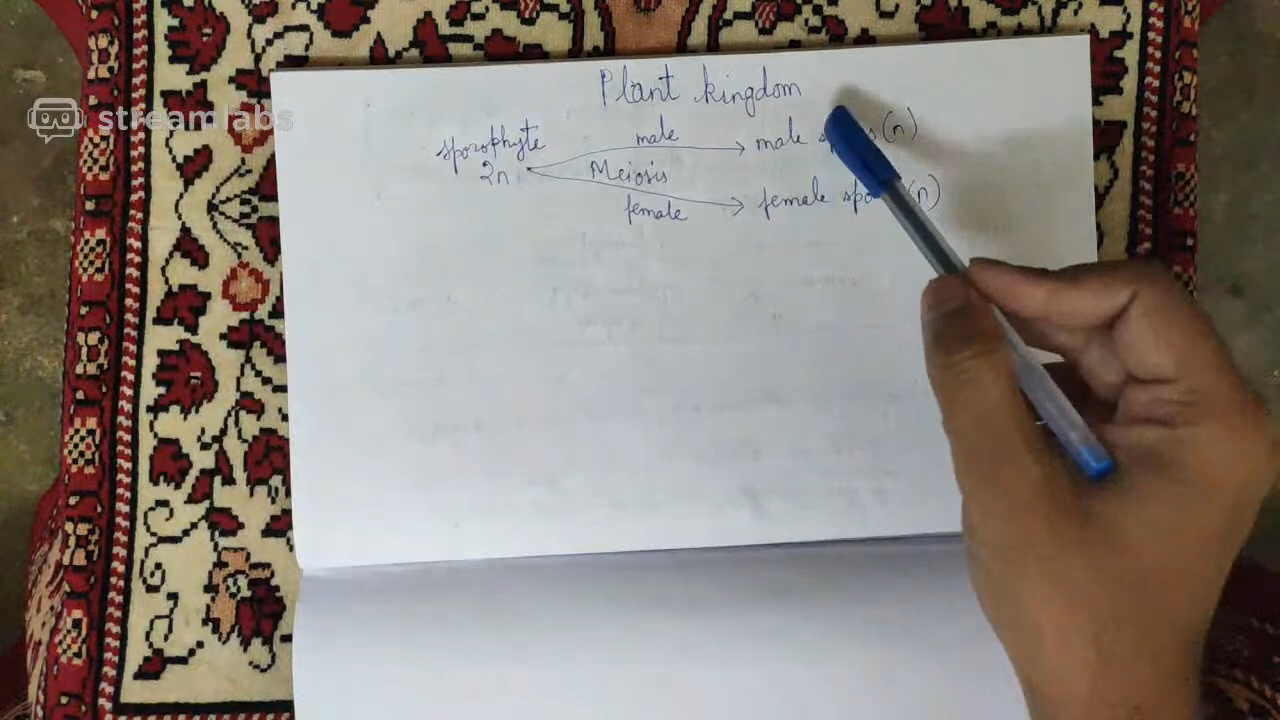 streamlabs
Plant kingdom
sporophyte
2n
male
male (n)
Meiosis
female
female (n)